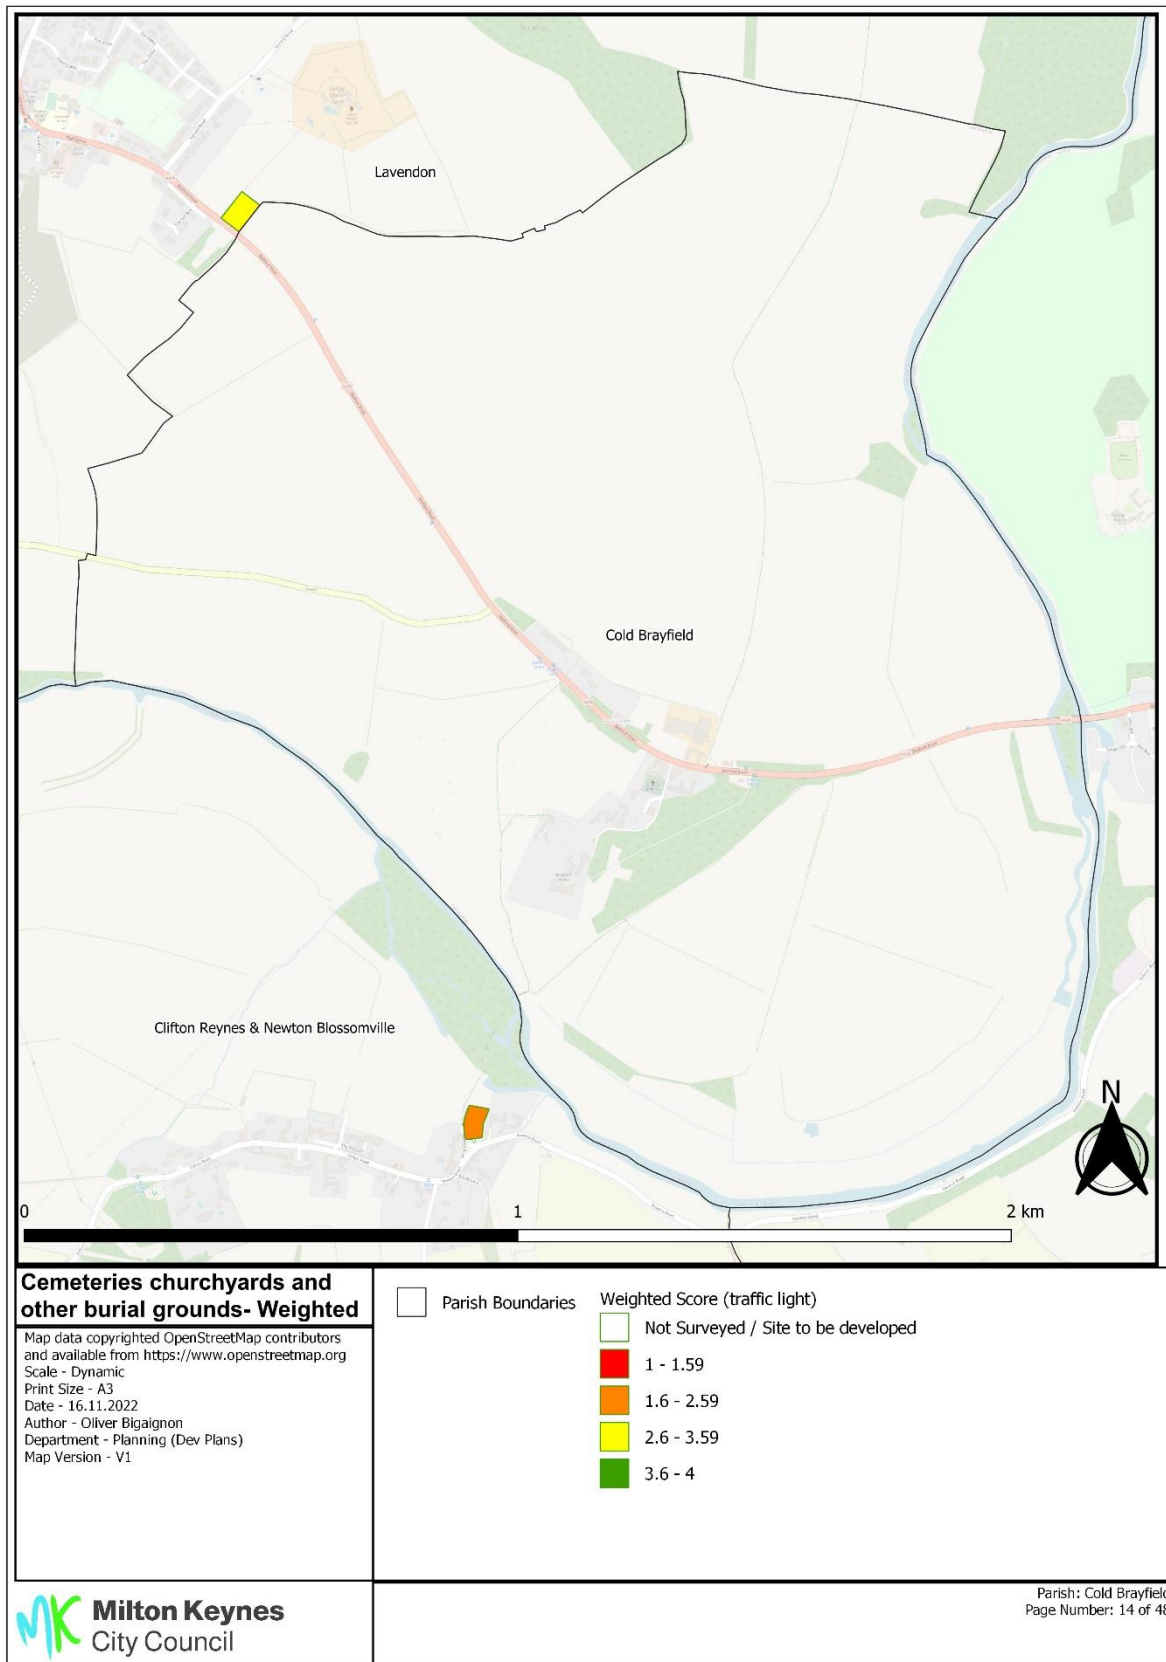 Lavendon
Cold Brayfield
Clifton Reynes & Newton Blossomville
N
0 1 2 km
Cemeteries churchyards and
other burial grounds- Weighted
Map data copyrighted OpenStreetMap contributors
and available from https://www.openstreetmap.org
Scale - Dynamic
Print Size - A3
Date - 16.11.2022
Author - Oliver Bigaignon
Department - Planning (Dev Plans)
Map Version - V1
Parish Boundaries
Weighted Score (traffic light)
Not Surveyed / Site to be developed
1 - 1.59
1.6 - 2.59
2.6 - 3.59
3.6 - 4
MK Milton Keynes
City Council
Parish: Cold Brayfield
Page Number: 14 of 48